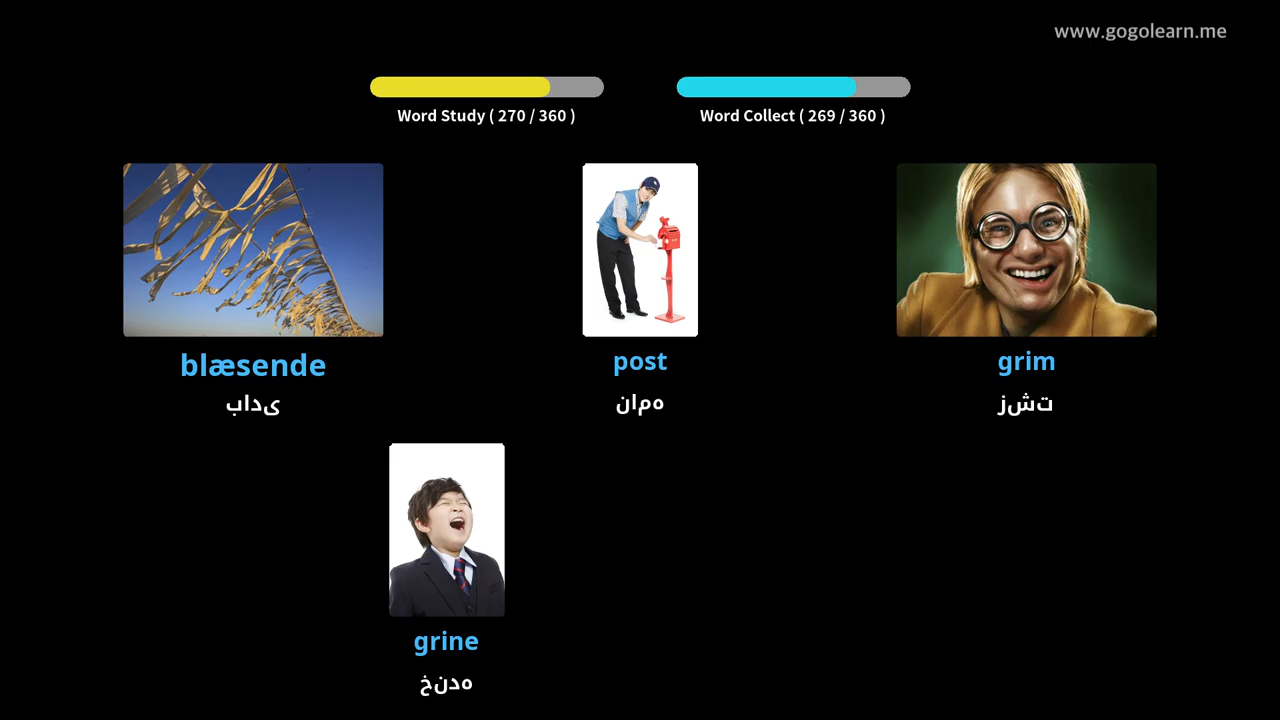 www.gogolearn.me
Word Study ( 270 / 360 )
Word Collect ( 269 / 360 )
blæsende
یداب
post
همان
grim
تشز
grine
هدنخ